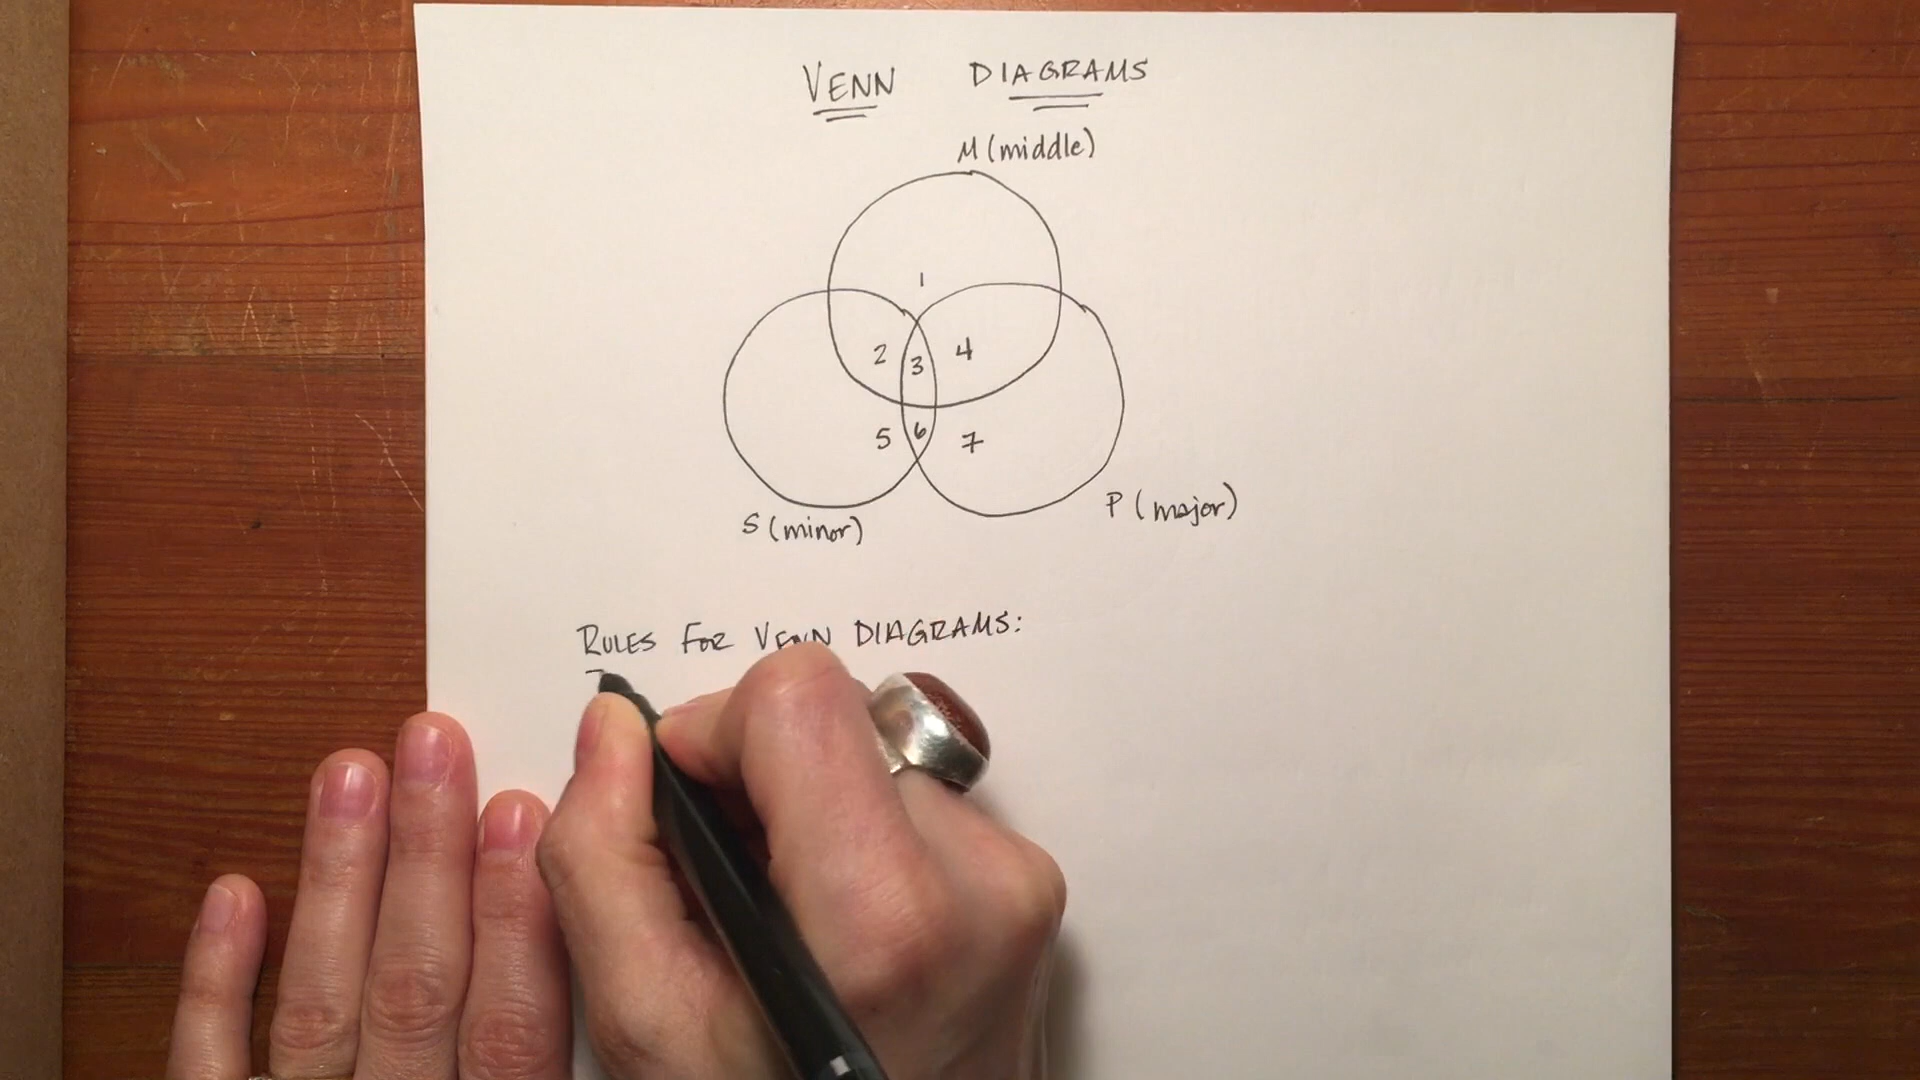 VENN DIAGRAMS
M (middle)
1
2 3 4
5 6 7
S (minor)
P (major)
RULES FOR VENN DIAGRAMS: